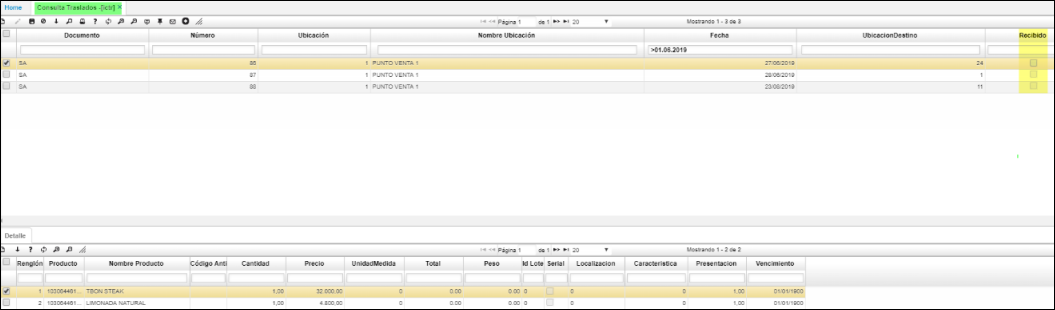 Home Consulta Traslados -[ictr] ×
Página 1 de 1 20 Mostrando 1 - 3 de 3
Documento Número Ubicación Nombre Ubicación Fecha UbicacionDestino Recibido
>01.06.2019
SA 86 1 PUNTO VENTA 1 27/06/2019 24
SA 87 1 PUNTO VENTA 1 28/06/2019 1
SA 88 1 PUNTO VENTA 1 23/08/2019 11
Detalle
Página 1 de 1 20 Mostrando 1 - 2 de 2
Renglón Producto Nombre Producto Código Anti Cantidad Precio UnidadMedida Total Peso Id Lote Serial Localizacion Caracteristica Presentacion Vencimiento
1 103064461... TBON STEAK 1,00 32.000,00 0 0.00 0.00 0 0 0 1,00 01/01/1900
2 103064461... LIMONADA NATURAL 1,00 4.800,00 0 0.00 0.00 0 0 0 1,00 01/01/1900